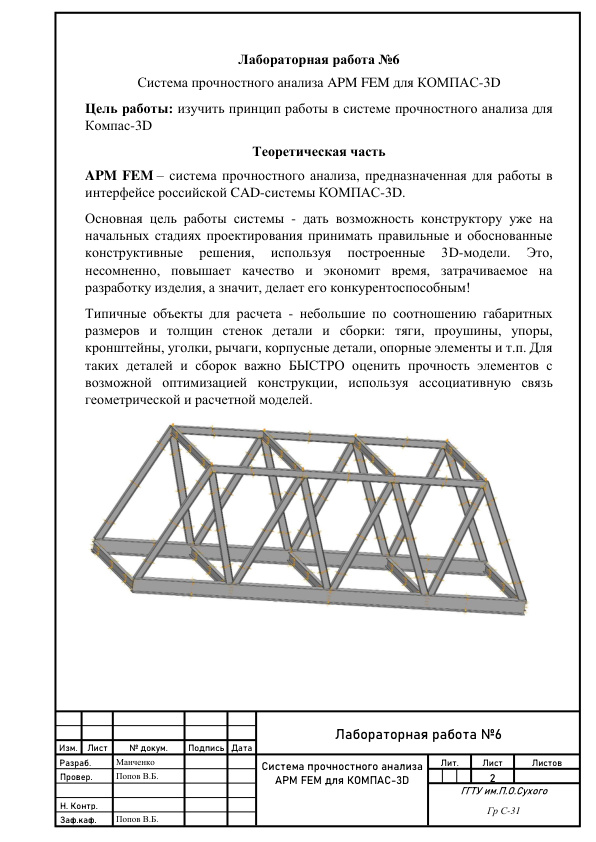 Лабораторная работа №6
Система прочностного анализа APM FEM для КОМПАС-3D
Цель работы: изучить принцип работы в системе прочностного анализа для
Компас-3D
Теоретическая часть
APM FEM – система прочностного анализа, предназначенная для работы в
интерфейсе российской CAD-системы КОМПАС-3D.
Основная цель работы системы - дать возможность конструктору уже на
начальных стадиях проектирования принимать правильные и обоснованные
конструктивные решения, используя построенные 3D-модели. Это,
несомненно, повышает качество и экономит время, затрачиваемое на
разработку изделия, а значит, делает его конкурентоспособным!
Типичные объекты для расчета - небольшие по соотношению габаритных
размеров и толщин стенок детали и сборки: тяги, проушины, упоры,
кронштейны, уголки, рычаги, корпусные детали, опорные элементы и т.п. Для
таких деталей и сборок важно БЫСТРО оценить прочность элементов с
возможной оптимизацией конструкции, используя ассоциативную связь
геометрической и расчетной моделей.
Лабораторная работа №6
Изм. Лист № докум. Подпись Дата
Разраб. Манченко
Провер. Попов В.Б.
Н. Контр.
Заф.каф. Попов В.Б.
Система прочностного анализа
APM FEM для КОМПАС-3D
Лит. Лист Листов
2
ГГТУ им.П.О.Сухого
Гр С-31